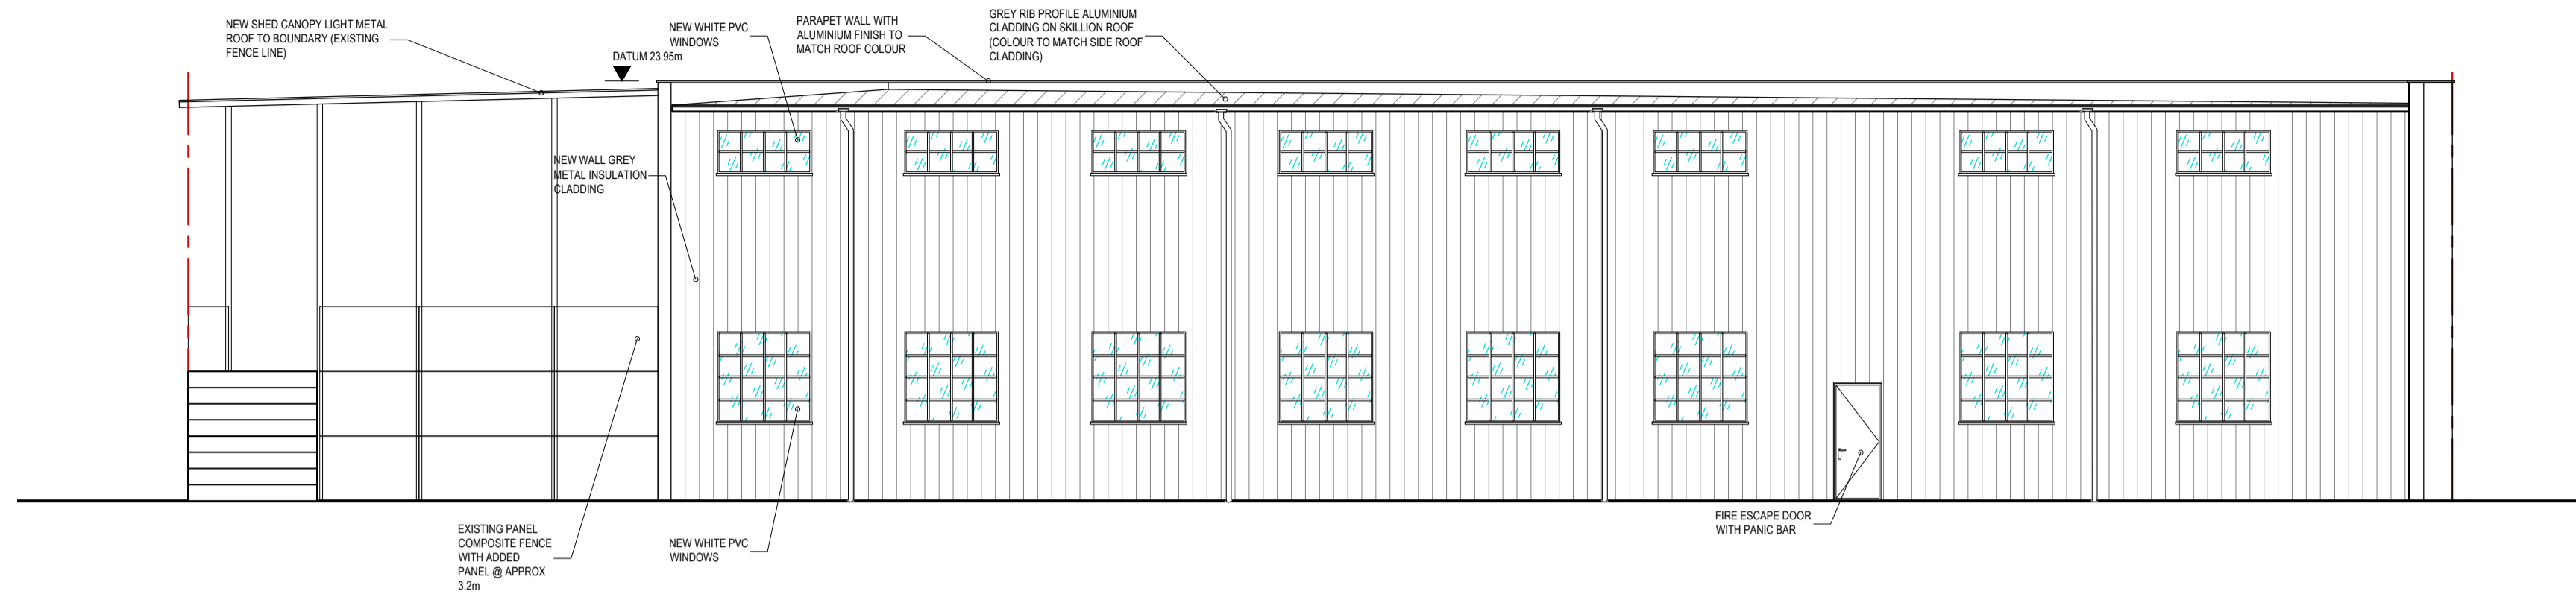 NEW SHED CANOPY LIGHT METAL
ROOF TO BOUNDARY (EXISTING
FENCE LINE)
NEW WHITE PVC
WINDOWS
DATUM 23.95m
PARAPET WALL WITH
ALUMINIUM FINISH TO
MATCH ROOF COLOUR
GREY RIB PROFILE ALUMINIUM
CLADDING ON SKILLION ROOF
(COLOUR TO MATCH SIDE ROOF
CLADDING)
NEW WALL GREY
METAL INSULATION
CLADDING
EXISTING PANEL
COMPOSITE FENCE
WITH ADDED
PANEL @ APPROX
3.2m
NEW WHITE PVC
WINDOWS
FIRE ESCAPE DOOR
WITH PANIC BAR